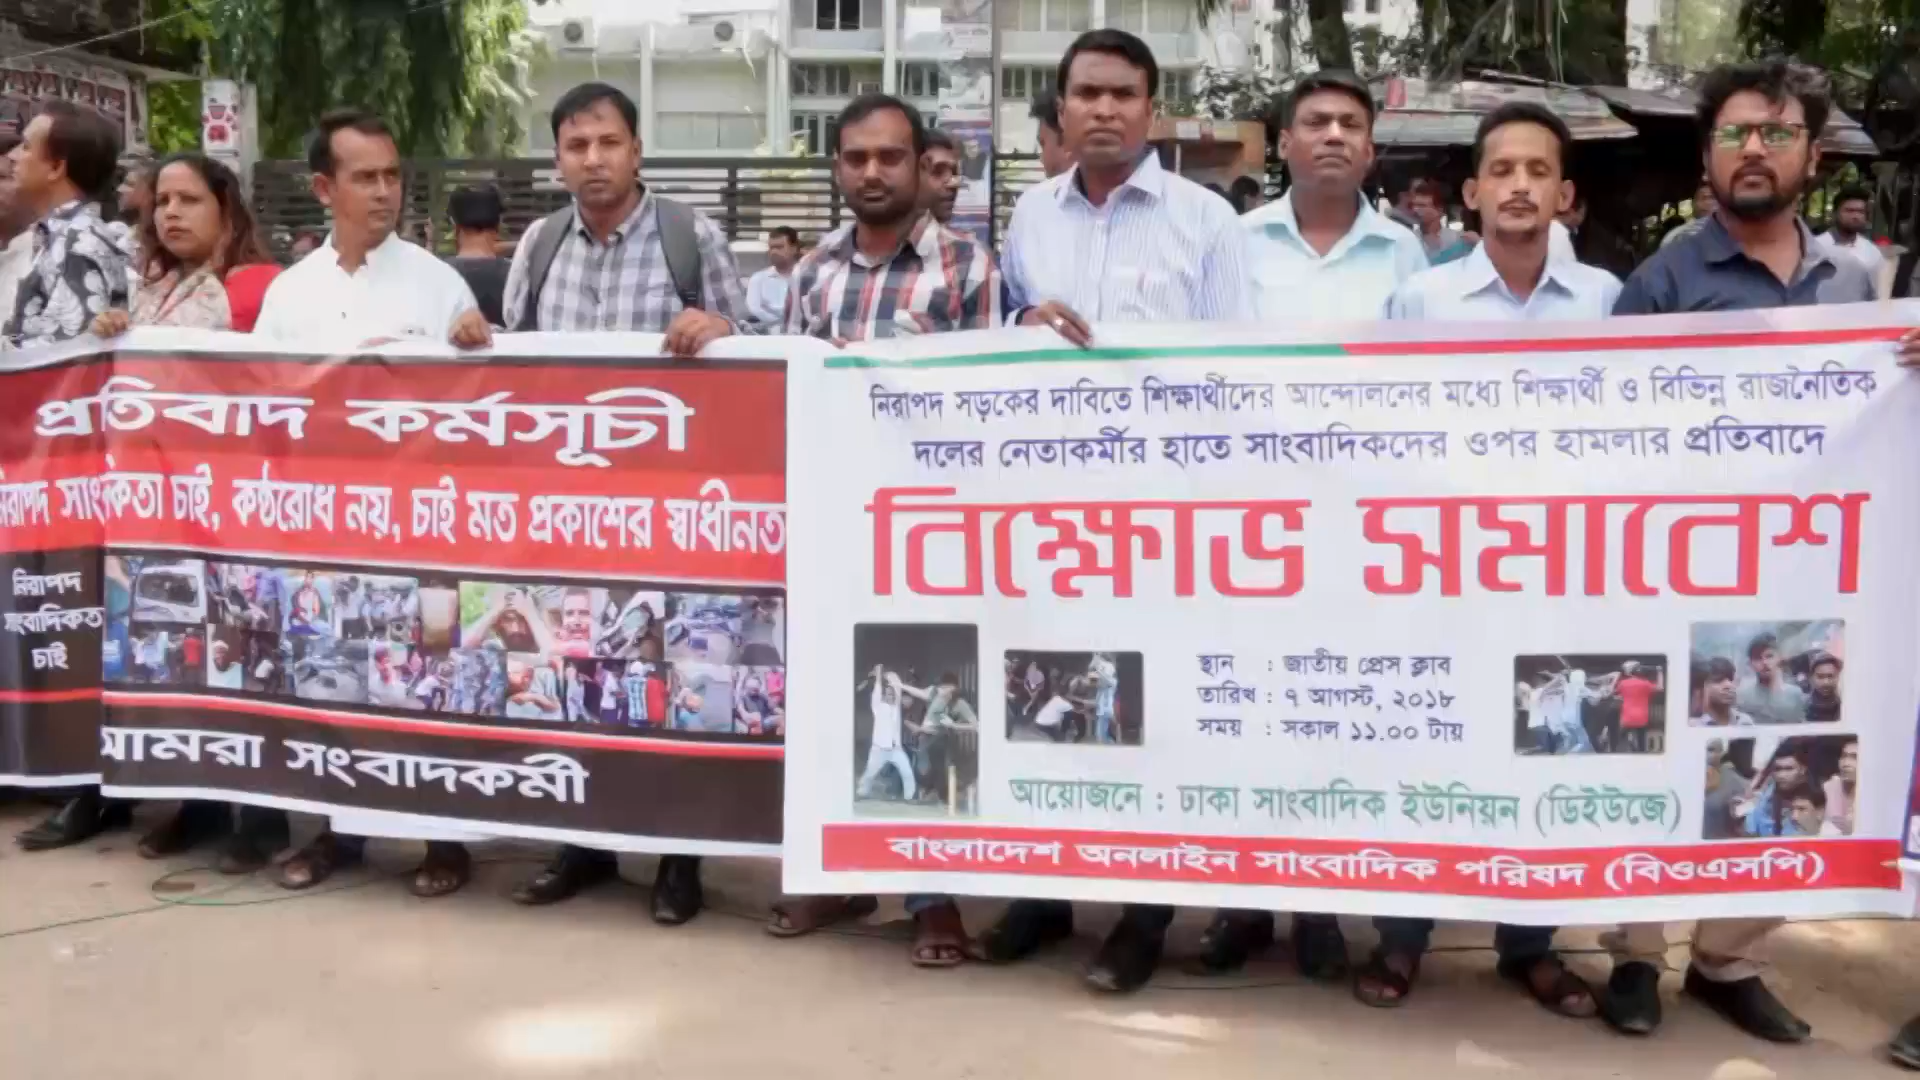 প্রতিবাদ কর্মসূচী
নিরাপদ সাংবাদিকতা চাই, কন্ঠরোধ নয়, চাই মত প্রকাশের স্বাধীনতা
নিরাপদ
সাংবাদিকতা
চাই
আমরা সংবাদকর্মী
নিরাপদ সড়কের দাবিতে শিক্ষার্থীদের আন্দোলনের মধ্যে শিক্ষার্থী ও বিভিন্ন রাজনৈতিক
দলের নেতাকর্মীর হাতে সাংবাদিকদের ওপর হামলার প্রতিবাদে
বিক্ষোভ সমাবেশ
স্থান : জাতীয় প্রেস ক্লাব
তারিখ : ৭ আগস্ট, ২০১৮
সময় : সকাল ১১.০০ টায়
আয়োজনে : ঢাকা সাংবাদিক ইউনিয়ন (ডিইউজে)
বাংলাদেশ অনলাইন সাংবাদিক পরিষদ (বিওএসপি)